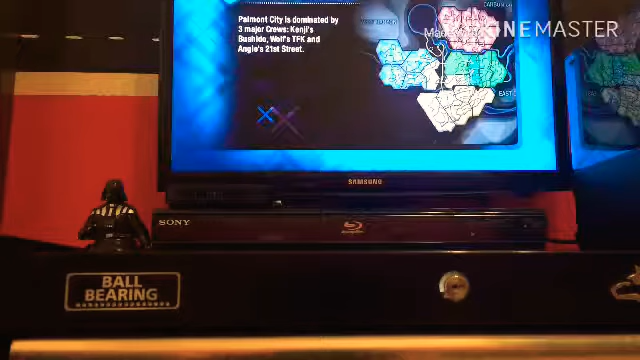 Palmont City is dominated by
3 major Crews: Kenji's
Bushido, Wolf's TFK and
Angie's 21st Street.
Ma
KINEMASTER
SAMSUNG
SONY
BALL
BEARING